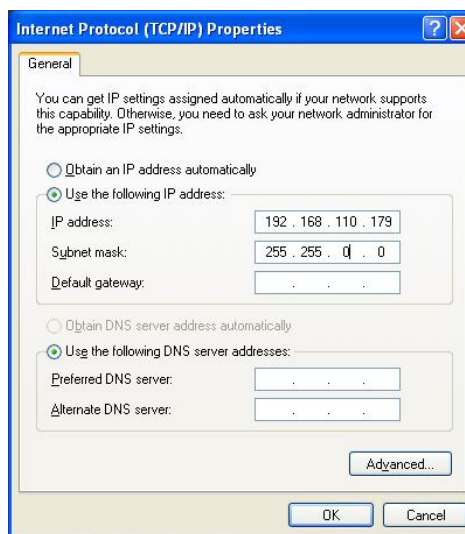 Internet Protocol (TCP/IP) Properties
General
You can get IP settings assigned automatically if your network supports
this capability. Otherwise, you need to ask your network administrator for
the appropriate IP settings.
Obtain an IP address automatically
Use the following IP address:
IP address: 192 . 168 . 110 . 179
Subnet mask: 255 . 255 . 0 . 0
Default gateway: . . .
Obtain DNS server address automatically
Use the following DNS server addresses:
Preferred DNS server: . . .
Alternate DNS server: . . .
Advanced...
OK Cancel